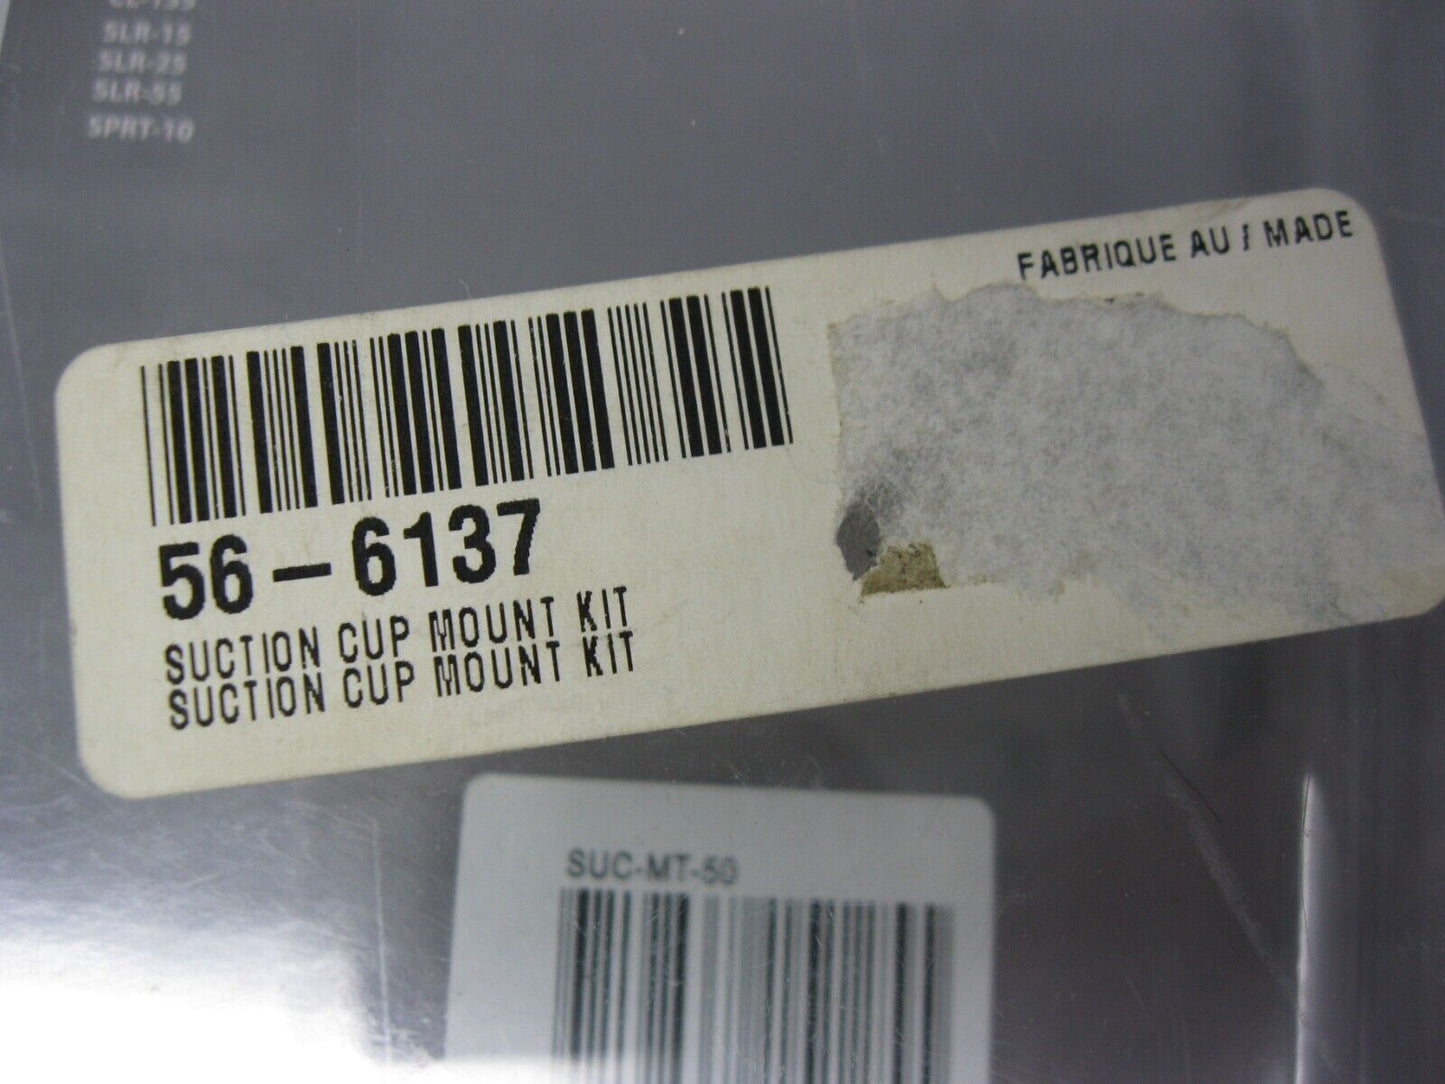 SLR-15
SLR-25
SLR-55
SPRT-10
FABRIQUE AU / MADE
56-6137
SUCTION CUP MOUNT KIT
SUCTION CUP MOUNT KIT
SUC-MT-50